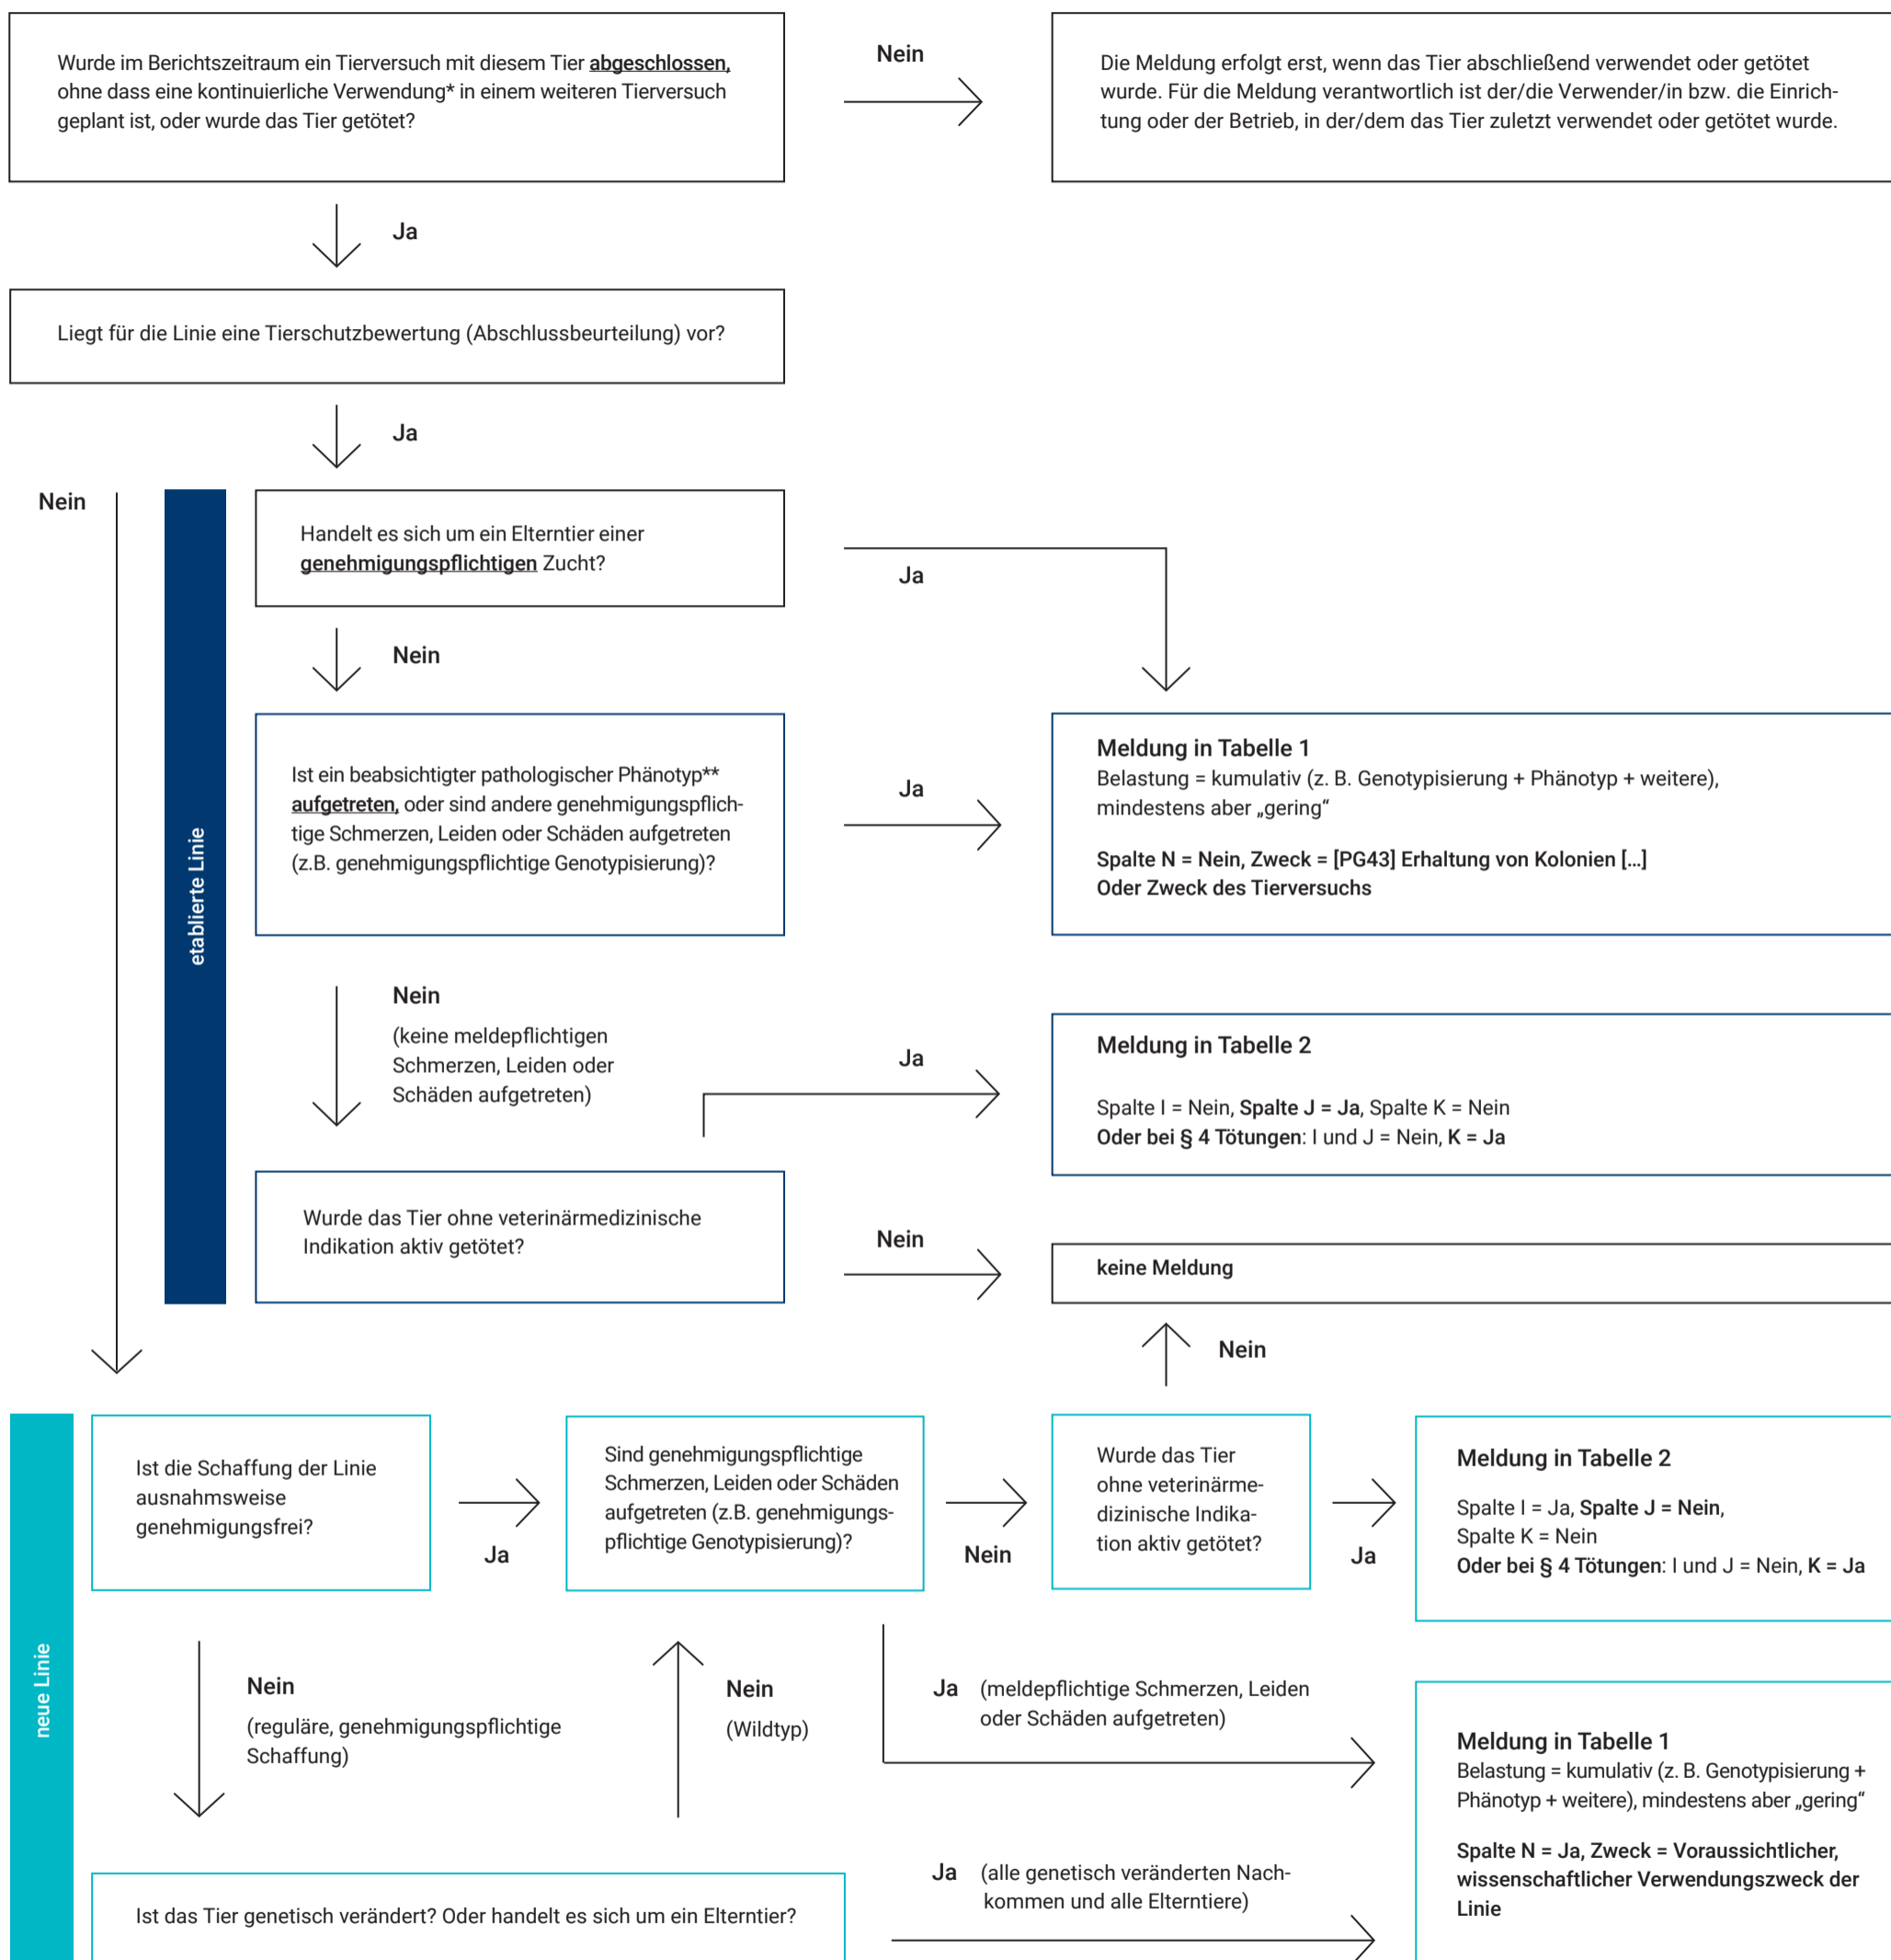 Wurde im Berichtszeitraum ein Tierversuch mit diesem Tier abgeschlossen,
ohne dass eine kontinuierliche Verwendung* in einem weiteren Tierversuch
geplant ist, oder wurde das Tier getötet?
Nein
Die Meldung erfolgt erst, wenn das Tier abschließend verwendet oder getötet
wurde. Für die Meldung verantwortlich ist der/die Verwender/in bzw. die Einrich-
tung oder der Betrieb, in der/dem das Tier zuletzt verwendet oder getötet wurde.
Ja
Liegt für die Linie eine Tierschutzbewertung (Abschlussbeurteilung) vor?
Ja
Nein
etablierte Linie
Handelt es sich um ein Elterntier einer
genehmigungspflichtigen Zucht?
Ja
Nein
Ist ein beabsichtigter pathologischer Phänotyp**
aufgetreten, oder sind andere genehmigungspflich-
tige Schmerzen, Leiden oder Schäden aufgetreten
(z.B. genehmigungspflichtige Genotypisierung)?
Ja
Meldung in Tabelle 1
Belastung = kumulativ (z. B. Genotypisierung + Phänotyp + weitere),
mindestens aber „gering“
Spalte N = Nein, Zweck = [PG43] Erhaltung von Kolonien [...]
Oder Zweck des Tierversuchs
Nein
(keine meldepflichtigen
Schmerzen, Leiden oder
Schäden aufgetreten)
Ja
Meldung in Tabelle 2
Spalte I = Nein, Spalte J = Ja, Spalte K = Nein
Oder bei § 4 Tötungen: I und J = Nein, K = Ja
Wurde das Tier ohne veterinärmedizinische
Indikation aktiv getötet?
Nein
keine Meldung
Nein
neue Linie
Ist die Schaffung der Linie
ausnahmsweise
genehmigungsfrei?
Ja
Sind genehmigungspflichtige
Schmerzen, Leiden oder Schäden
aufgetreten (z.B. genehmigungs-
pflichtige Genotypisierung)?
Nein
Wurde das Tier
ohne veterinärme-
dizinische Indika-
tion aktiv getötet?
Ja
Meldung in Tabelle 2
Spalte I = Ja, Spalte J = Nein,
Spalte K = Nein
Oder bei § 4 Tötungen: I und J = Nein, K = Ja
Nein
(reguläre, genehmigungspflichtige
Schaffung)
Nein
(Wildtyp)
Ja (meldepflichtige Schmerzen, Leiden
oder Schäden aufgetreten)
Meldung in Tabelle 1
Belastung = kumulativ (z. B. Genotypisierung +
Phänotyp + weitere), mindestens aber „gering“
Spalte N = Ja, Zweck = Voraussichtlicher,
wissenschaftlicher Verwendungszweck der
Linie
Ist das Tier genetisch verändert? Oder handelt es sich um ein Elterntier?
Ja (alle genetisch veränderten Nach-
kommen und alle Elterntiere)